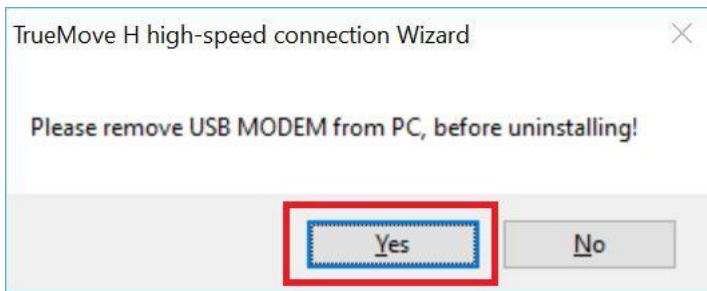 TrueMove H high-speed connection Wizard
Please remove USB MODEM from PC, before uninstalling!
Yes No